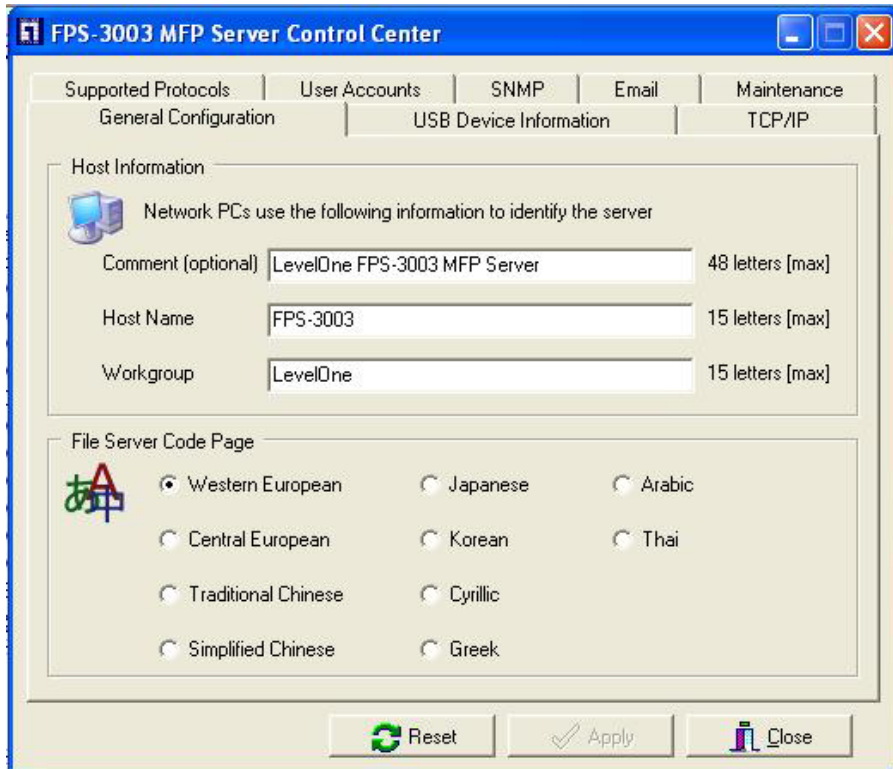 FPS-3003 MFP Server Control Center
Supported Protocols User Accounts SNMP Email Maintenance
General Configuration USB Device Information TCP/IP
Host Information
Network PCs use the following information to identify the server
Comment (optional) LevelOne FPS-3003 MFP Server 48 letters [max]
Host Name FPS-3003 15 letters [max]
Workgroup LevelOne 15 letters [max]
File Server Code Page
あ A 中
Western European Japanese Arabic
Central European Korean Thai
Traditional Chinese Cyrillic
Simplified Chinese Greek
Reset Apply Close